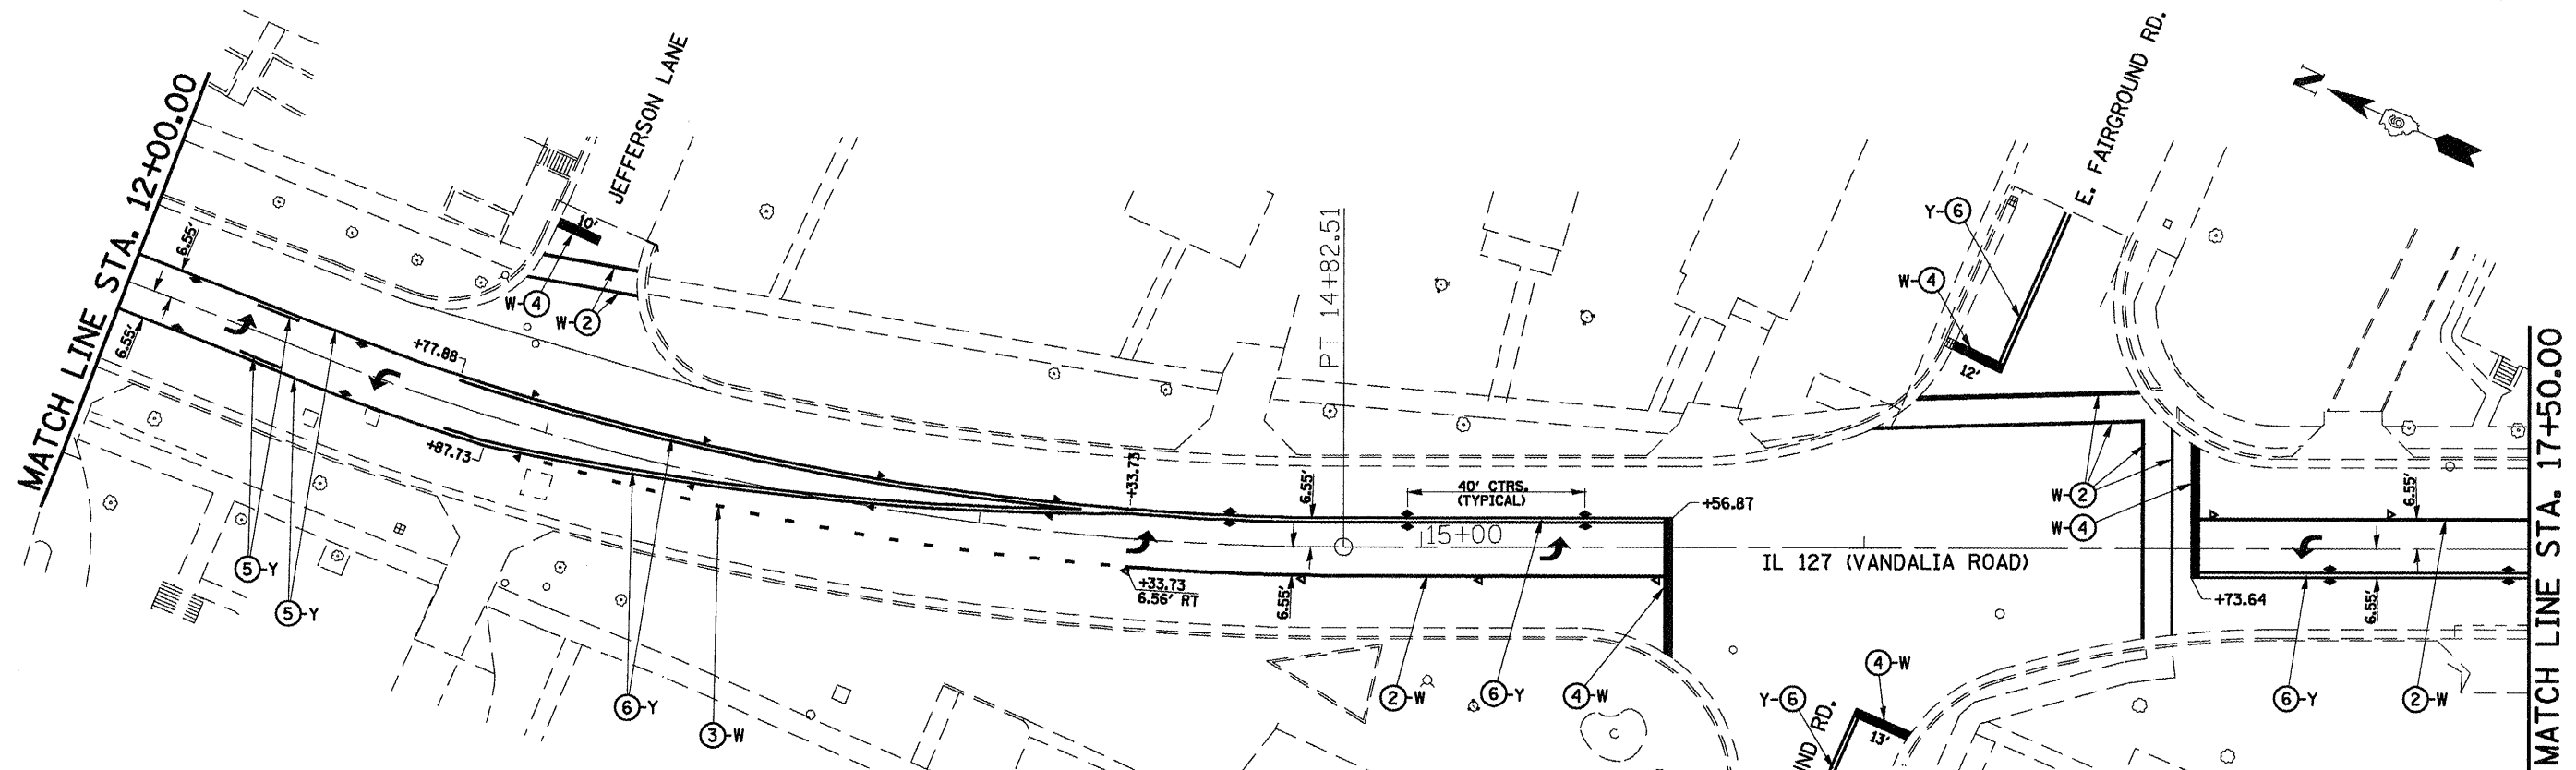 MATCH LINE STA. 12+00.00
JEFFERSON LANE
E. FAIRGROUND RD.
N
6
10'
6.55'
6.55'
W-4
W-2
+77.88
+87.73
PT 14+82.51
+33.73
6.55'
40' CTRS.
(TYPICAL)
+56.87
15+00
IL 127 (VANDALIA ROAD)
+33.73
6.56' RT
6.55'
Y-6
W-4
12'
W-2
W-4
6.55'
6.55'
+73.64
5-Y
5-Y
6-Y
3-W
2-W
6-Y
4-W
4-W
Y-6
13'
UND RD.
C
6-Y
2-W
MATCH LINE STA. 17+50.00